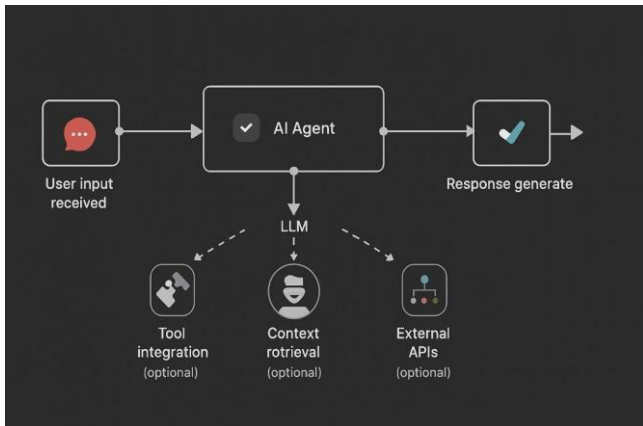 AI Agent
User input
received
Response generate
LLM
Tool
integration
(optional)
Context
rotrieval
(optional)
External
APIs
(optional)